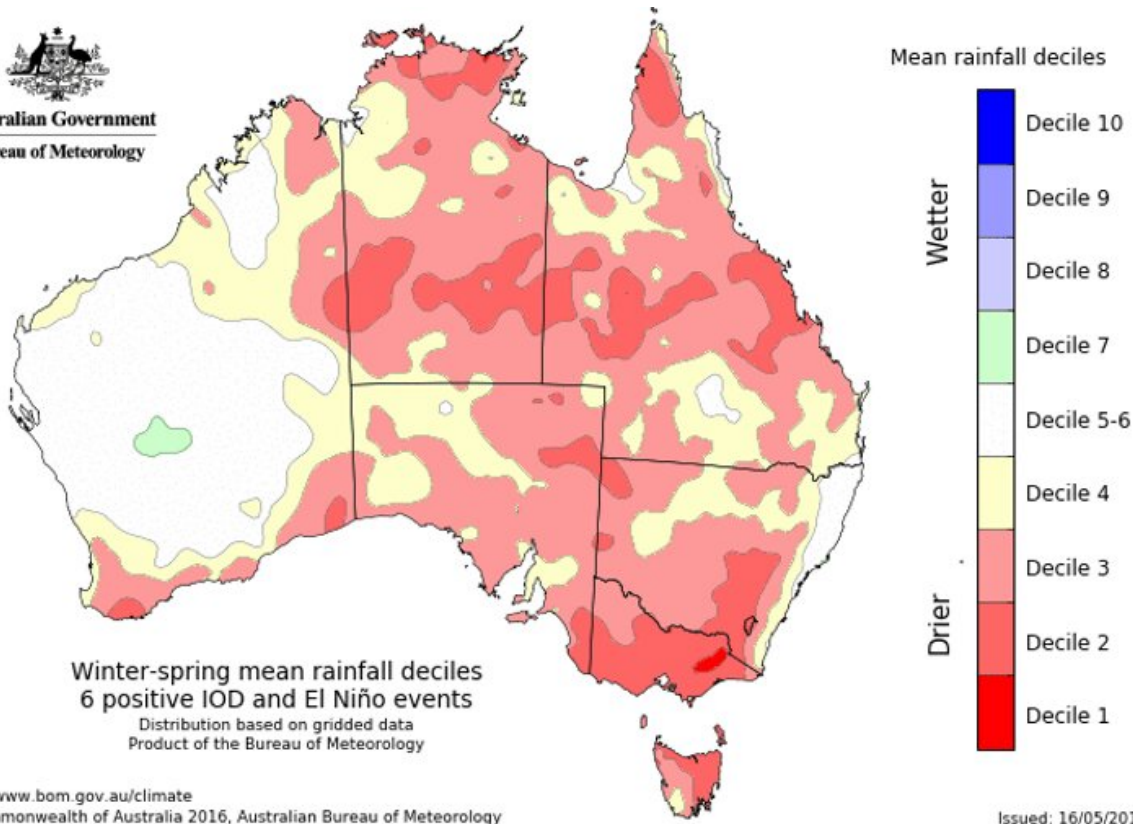 ralian Government
eau of Meteorology
Mean rainfall deciles
Decile 10
Decile 9
Decile 8
Decile 7
Decile 5-6
Decile 4
Decile 3
Decile 2
Decile 1
Wetter
Drier
Winter-spring mean rainfall deciles
6 positive IOD and El Niño events
Distribution based on gridded data
Product of the Bureau of Meteorology
www.bom.gov.au/climate
mmonwealth of Australia 2016, Australian Bureau of Meteorology
Issued: 16/05/201